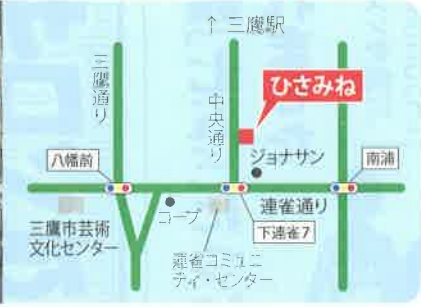 ↑ 三鷹駅
三鷹通り
中央通り
ひさみね
八幡前
ジョナサン
南浦
コープ
連雀通り
下連雀7
三鷹市芸術
文化センター
連雀コミュニ
ティ・センター